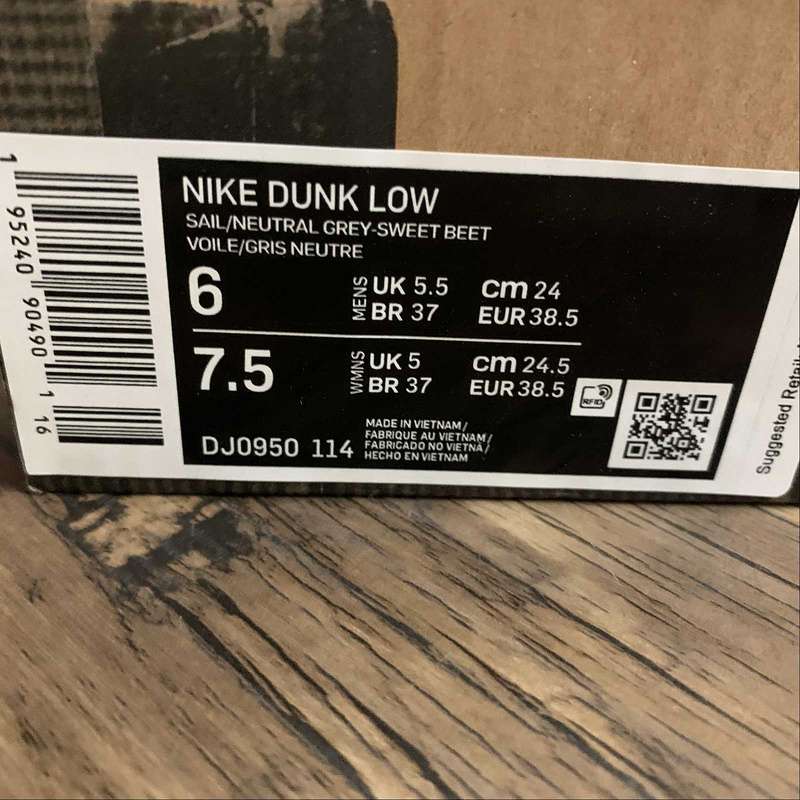 NIKE DUNK LOW
SAIL/NEUTRAL GREY-SWEET BEET
VOILE/GRIS NEUTRE
6
MENS
UK 5.5
cm 24
BR 37
EUR 38.5
7.5
WMNS
UK 5
cm 24.5
BR 37
EUR 38.5
RFID
DJ0950 114
MADE IN VIETNAM/
FABRIQUE AU VIETNAM/
FABRICADO NO VIETNÃ/
HECHO EN VIETNAM
1 95240 90490 1 16
Suggested Retail